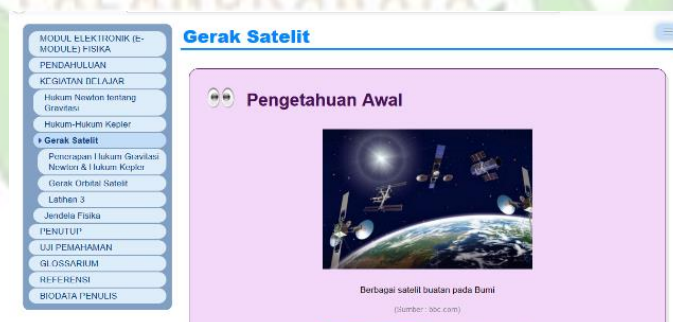 MODUL ELEKTRONIK (E-
MODULE) FISIKA
PENDAHULUAN
KEGIATAN BELAJAR
Hukum Newton tentang
Gravitasi
Hukum-Hukum Kepler
Gerak Satelit
Penerapan Hukum Gravitasi
Newton & Hukum Kepler
Gerak Orbital Satelit
Latihan 3
Jendela Fisika
PENUTUP
UJI PEMAHAMAN
GLOSSARIUM
REFERENSI
BIODATA PENULIS
Gerak Satelit
Pengetahuan Awal
Berbagai satelit buatan pada Bumi
(Sumber : bbc.com)